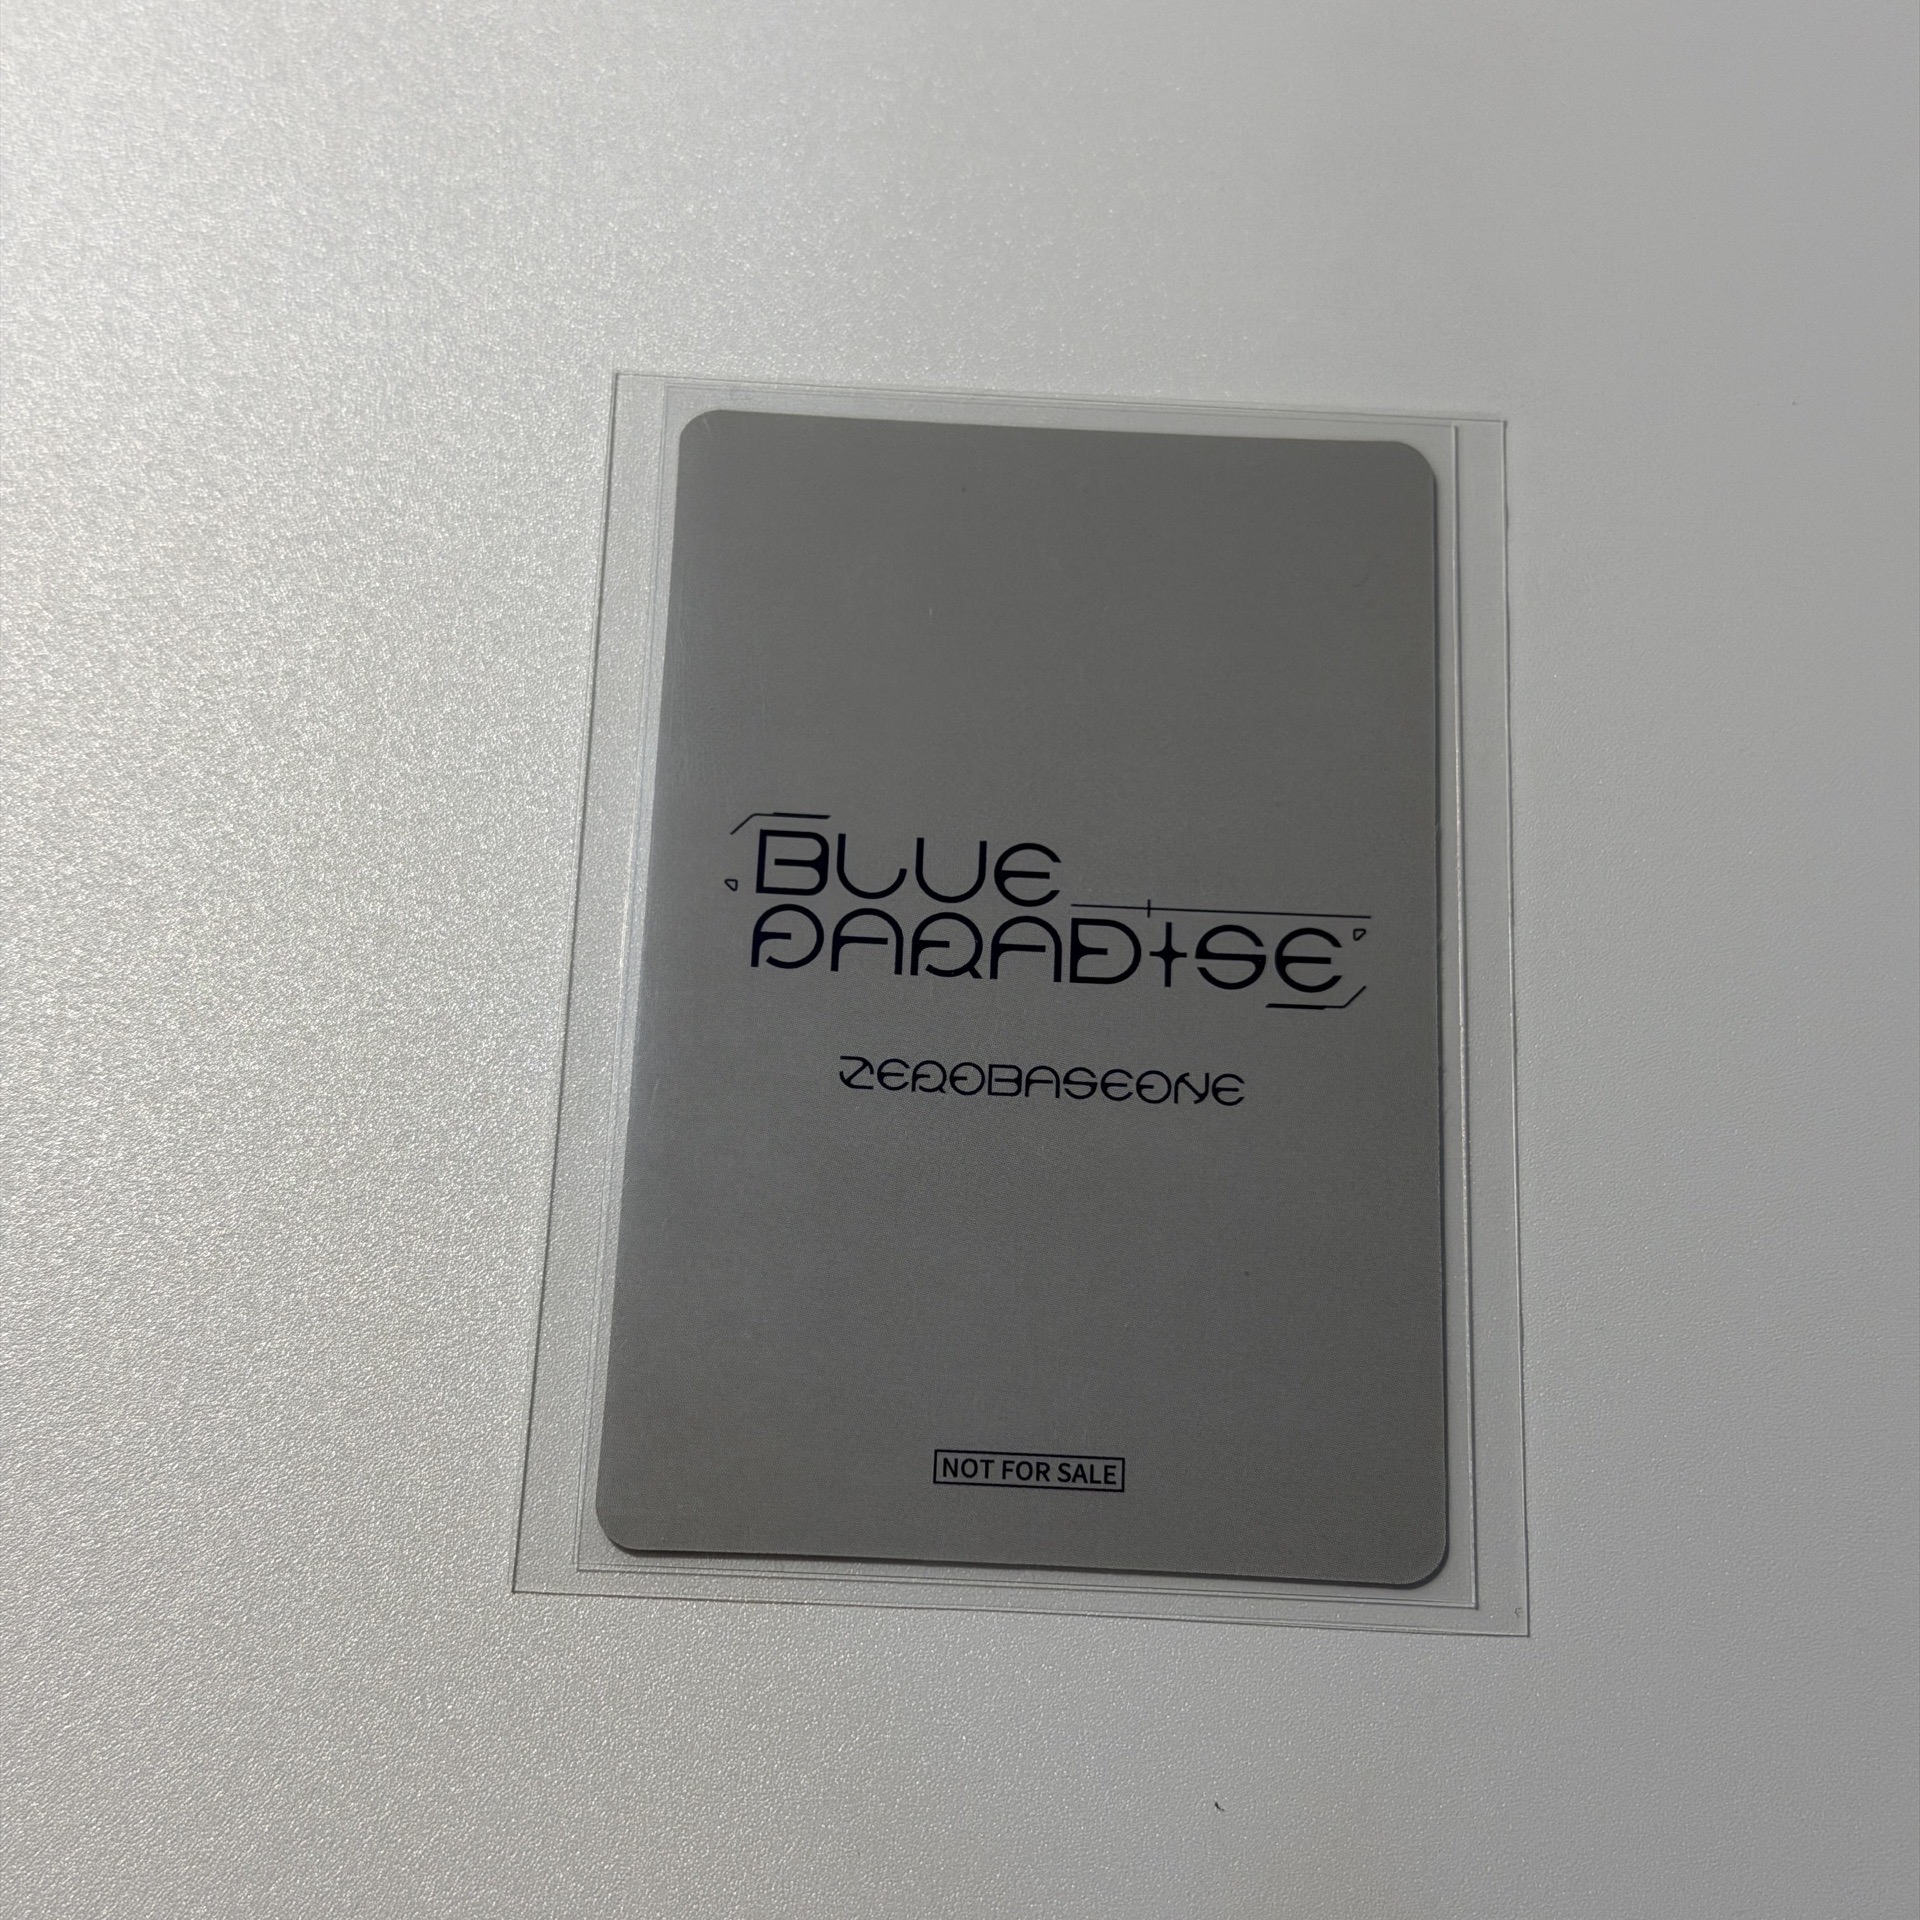 BLUE
PARADISE
ZEROBASEONE
NOT FOR SALE